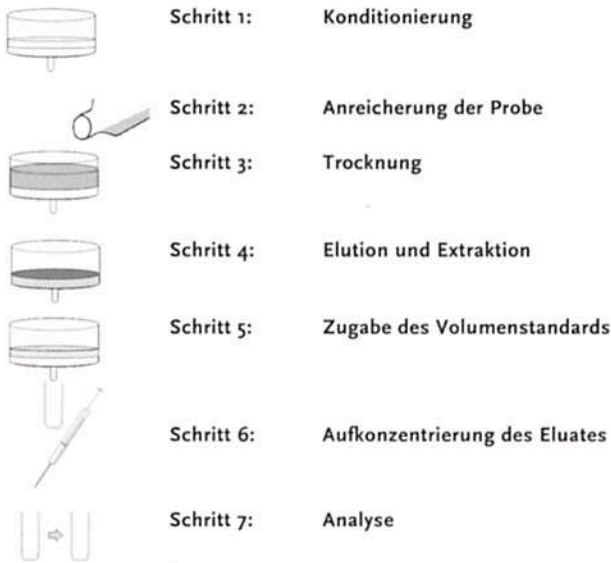 Schritt 1: Konditionierung
Schritt 2: Anreicherung der Probe
Schritt 3: Trocknung
Schritt 4: Elution und Extraktion
Schritt 5: Zugabe des Volumenstandards
Schritt 6: Aufkonzentrierung des Eluates
Schritt 7: Analyse